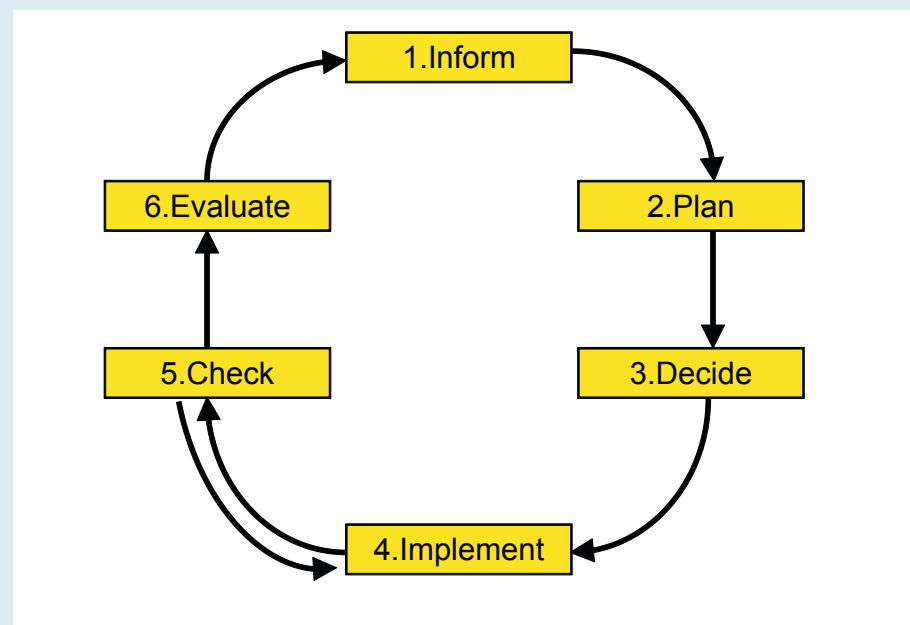 1.Inform
2.Plan
3.Decide
4.Implement
5.Check
6.Evaluate